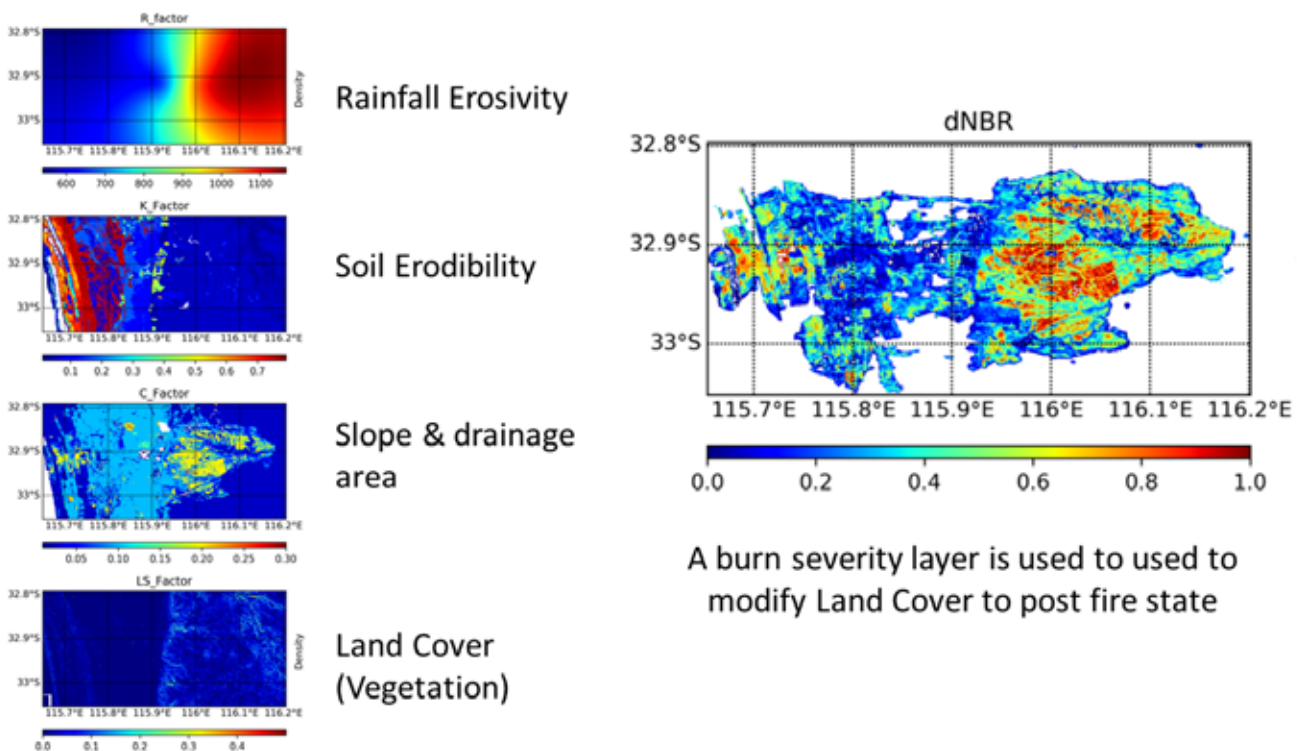 R_factor
32.8°S
32.9°S
33°S
Density
115.7°E 115.8°E 115.9°E 116°E 116.1°E 116.2°E
600 700 800 900 1000 1100
Rainfall Erosivity
K_Factor
32.8°S
32.9°S
33°S
115.7°E 115.8°E 115.9°E 116°E 116.1°E 116.2°E
0.1 0.2 0.3 0.4 0.5 0.6 0.7
Soil Erodibility
C_Factor
32.8°S
32.9°S
33°S
115.7°E 115.8°E 115.9°E 116°E 116.1°E 116.2°E
0.05 0.10 0.15 0.20 0.25 0.30
Slope & drainage
area
LS_Factor
32.8°S
32.9°S
33°S
Density
115.7°E 115.8°E 115.9°E 116°E 116.1°E 116.2°E
0.0 0.1 0.2 0.3 0.4
Land Cover
(Vegetation)
dNBR
32.8°S
32.9°S
33°S
115.7°E 115.8°E 115.9°E 116°E 116.1°E 116.2°E
0.0 0.2 0.4 0.6 0.8 1.0
A burn severity layer is used to used to
modify Land Cover to post fire state